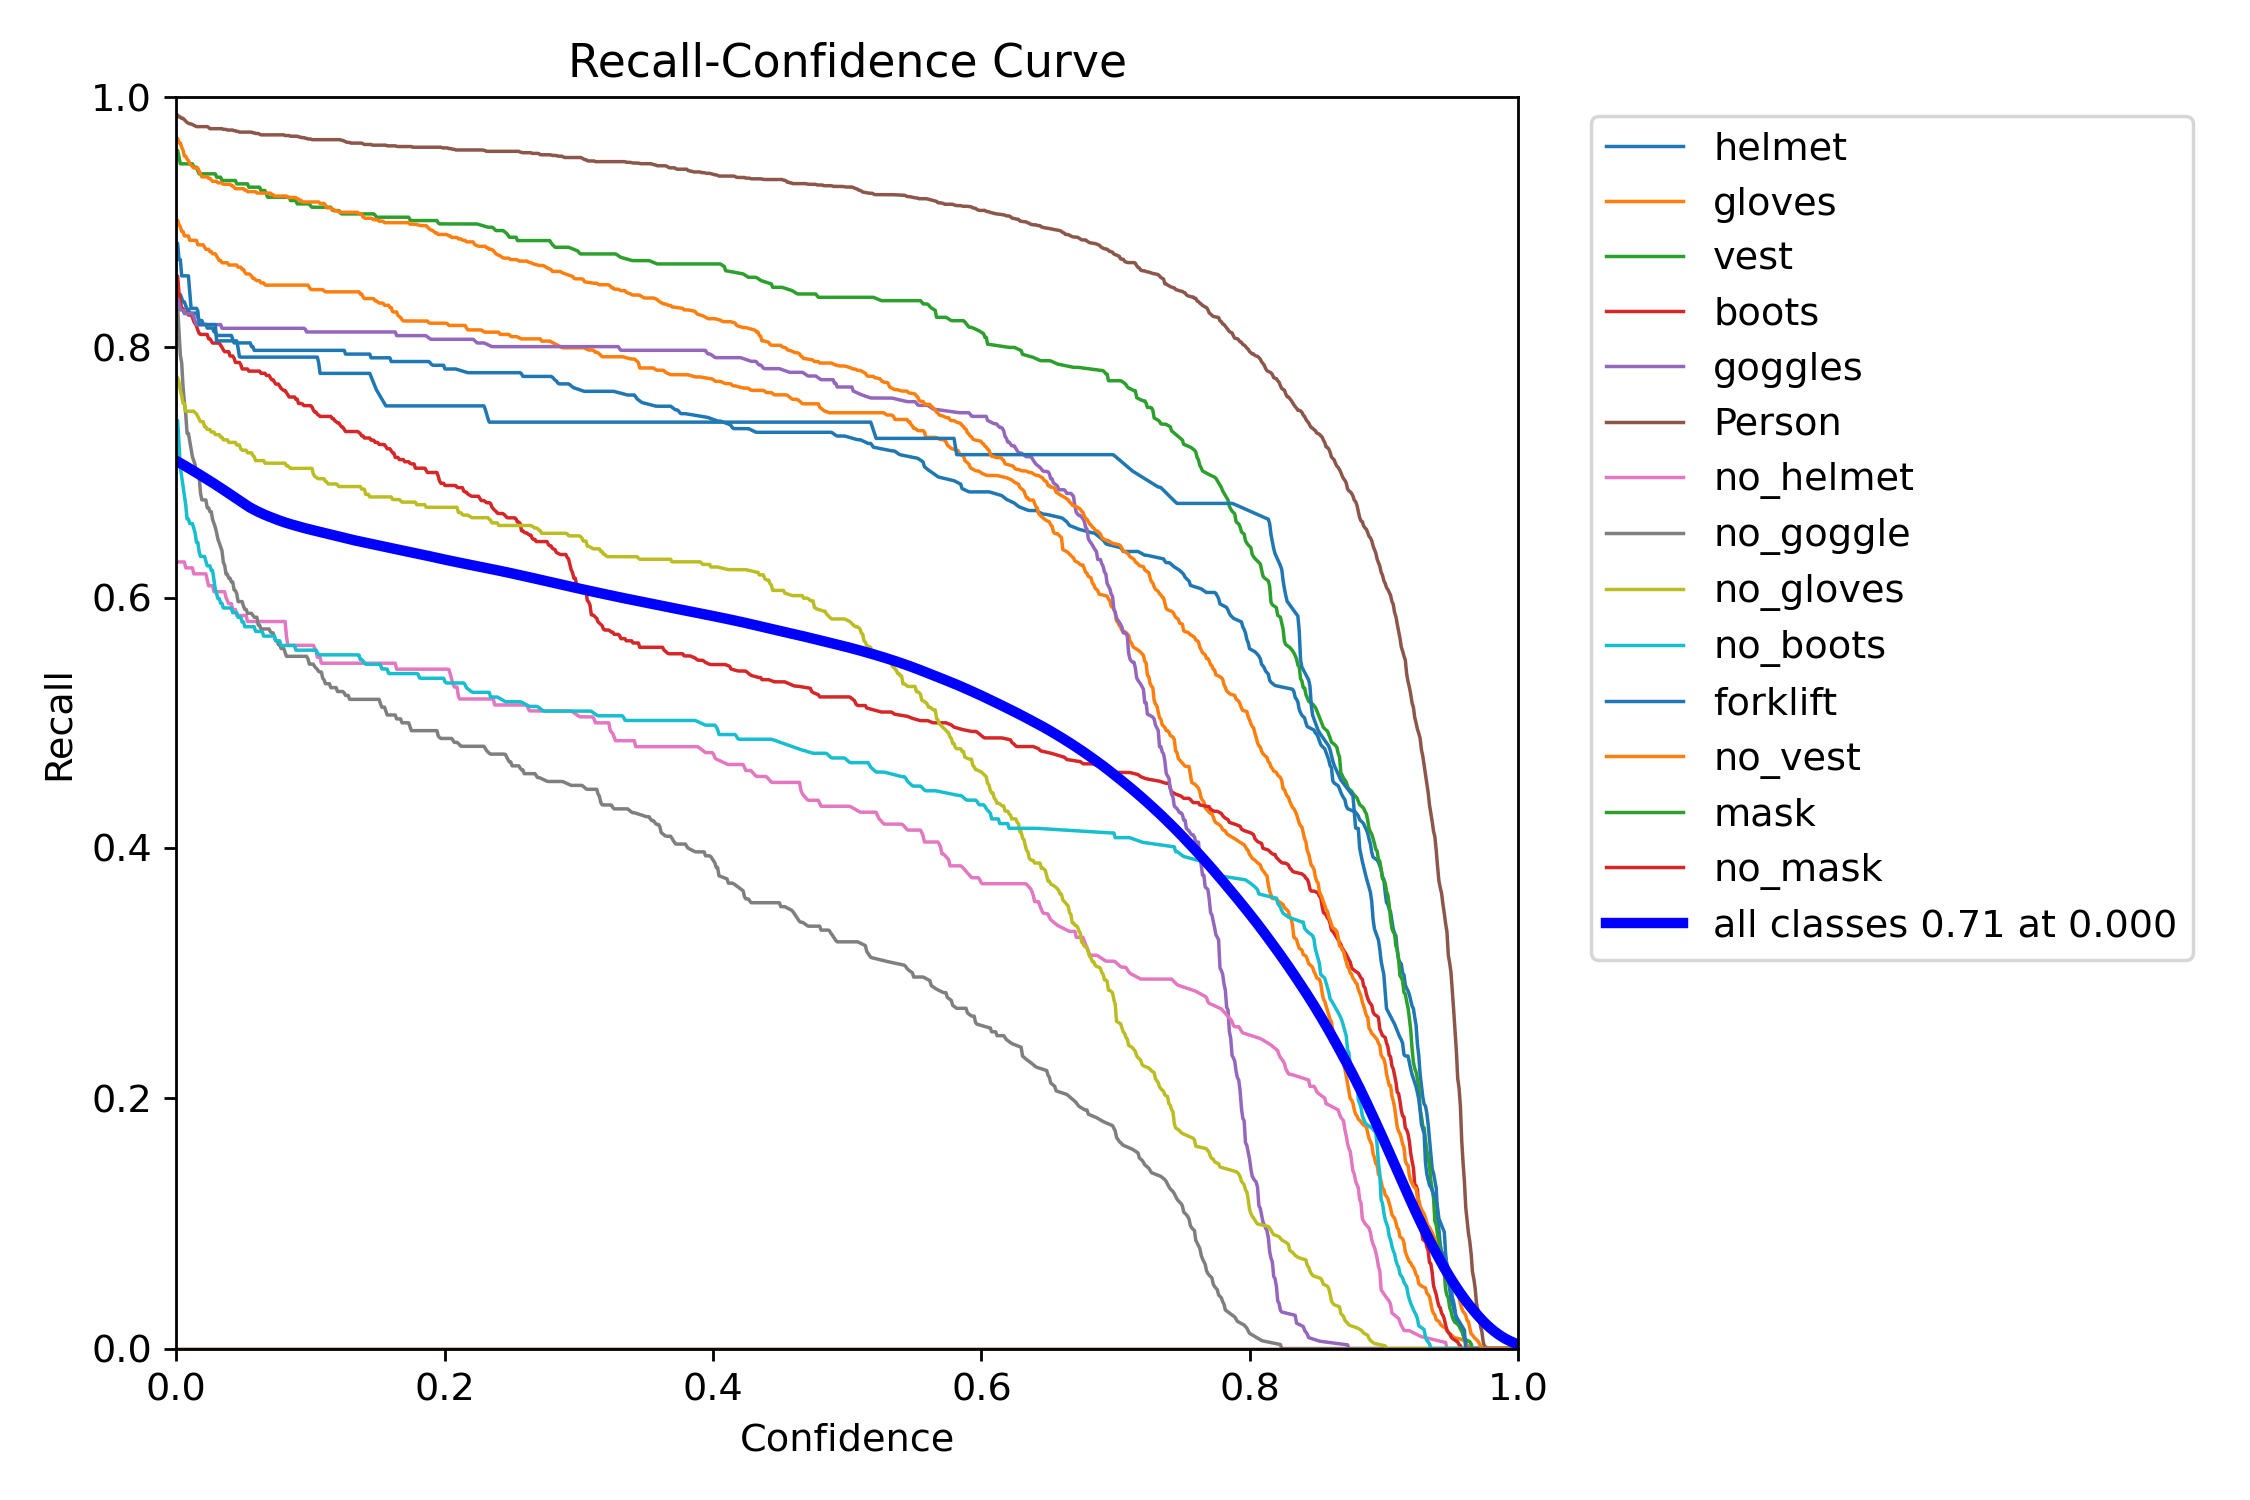 Recall-Confidence Curve
1.0
0.8
0.6
0.4
0.2
0.0
Recall
0.0 0.2 0.4 0.6 0.8 1.0
Confidence
helmet
gloves
vest
boots
goggles
Person
no_helmet
no_goggle
no_gloves
no_boots
forklift
no_vest
mask
no_mask
all classes 0.71 at 0.000